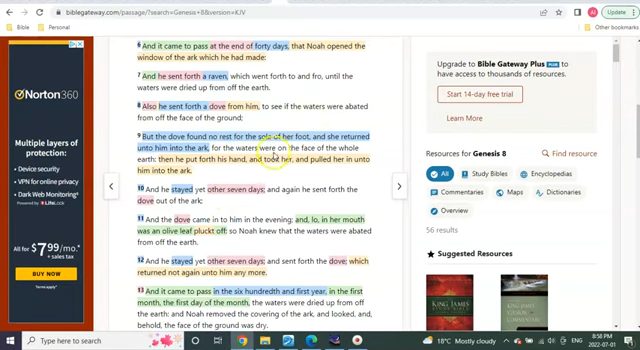 biblegateway.com/passage/?search=Genesis+8&version=KJV
Update
Bible
Personal
Other bookmarks
Norton360
Multiple layers of protection:
Device security
VPN for online privacy
Dark Web Monitoring
Powered by LifeLock
All for $7.99/mo
+ sales tax
BUY NOW
6 And it came to pass at the end of forty days, that Noah opened the
window of the ark which he had made:
7 And he sent forth a raven, which went forth to and fro, until the
waters were dried up from off the earth.
8 Also he sent forth a dove from him, to see if the waters were abated
from off the face of the ground;
9 But the dove found no rest for the sole of her foot, and she returned
unto him into the ark, for the waters were on the face of the whole
earth: then he put forth his hand, and took her, and pulled her in unto
him into the ark.
10 And he stayed yet other seven days; and again he sent forth the
dove out of the ark:
11 And the dove came in to him in the evening; and, lo, in her mouth
was an olive leaf pluckt off: so Noah knew that the waters were abated
from off the earth.
12 And he stayed yet other seven days; and sent forth the dove; which
returned not again unto him any more.
13 And it came to pass in the six hundredth and first year, in the first
month, the first day of the month, the waters were dried up from off
the earth: and Noah removed the covering of the ark, and looked, and,
behold, the face of the ground was dry.
Upgrade to Bible Gateway Plus PLUS to
have access to thousands of resources.
Start 14-day free trial
Learn More
Resources for Genesis 8
Find resource
All
Study Bibles
Encyclopedias
Commentaries
Maps
Dictionaries
Overview
56 results
Suggested Resources
Type here to search
18°C Mostly cloudy
8:58 PM
2022-07-01